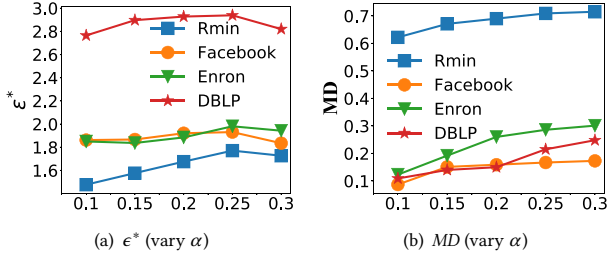 3.0
2.8
2.6
2.4
2.2
2.0
1.8
1.6
ε*
Rmin
Facebook
Enron
DBLP
0.1 0.15 0.2 0.25 0.3
(a) ϵ* (vary α)
0.7
0.6
0.5
0.4
0.3
0.2
0.1
MD
Rmin
Facebook
Enron
DBLP
0.1 0.15 0.2 0.25 0.3
(b) MD (vary α)